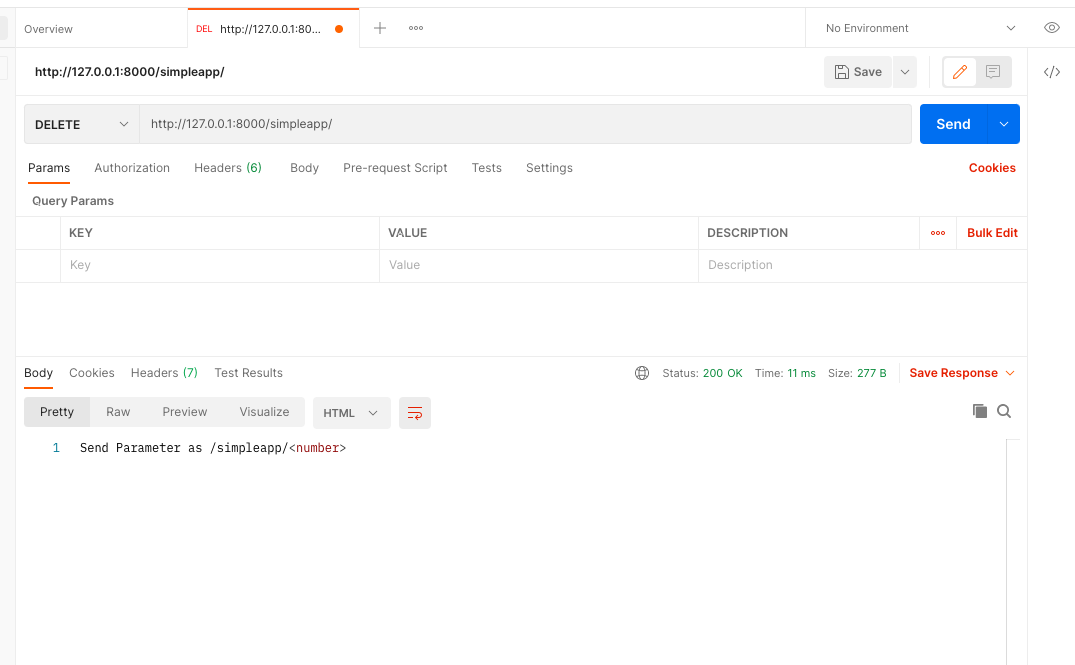 Overview
DEL http://127.0.0.1:80...
No Environment
http://127.0.0.1:8000/simpleapp/
Save
DELETE
http://127.0.0.1:8000/simpleapp/
Send
Params Authorization Headers (6) Body Pre-request Script Tests Settings Cookies
Query Params
KEY VALUE DESCRIPTION Bulk Edit
Key Value Description
Body Cookies Headers (7) Test Results Status: 200 OK Time: 11 ms Size: 277 B Save Response
Pretty Raw Preview Visualize HTML
1 Send Parameter as /simpleapp/<number>